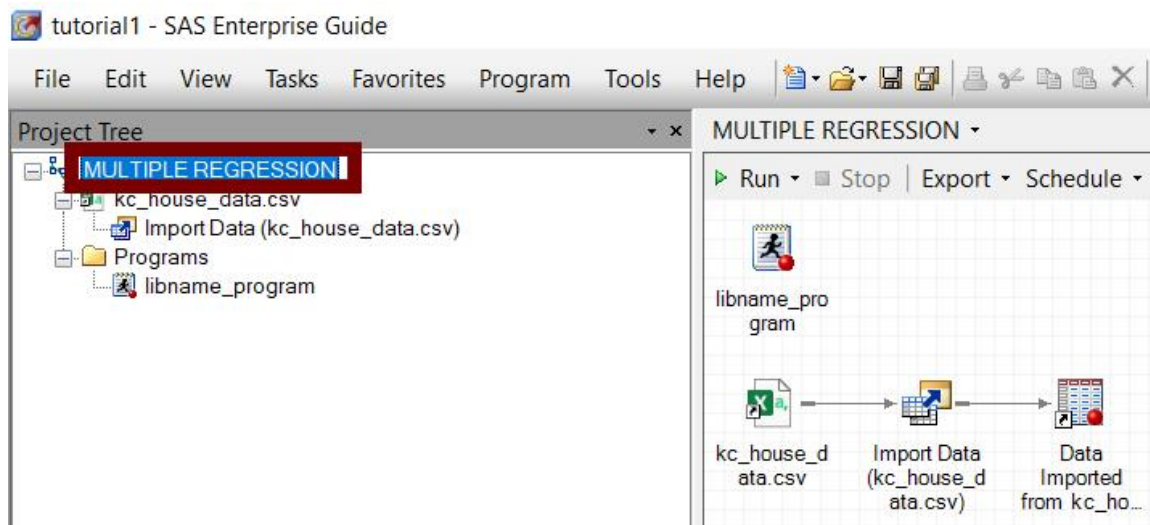 tutorial1 - SAS Enterprise Guide
File Edit View Tasks Favorites Program Tools Help
Project Tree
MULTIPLE REGRESSION
kc_house_data.csv
Import Data (kc_house_data.csv)
Programs
libname_program
MULTIPLE REGRESSION
Run Stop Export Schedule
libname_pro
gram
kc_house_d
ata.csv
Import Data
(kc_house_d
ata.csv)
Data
Imported
from kc_ho...